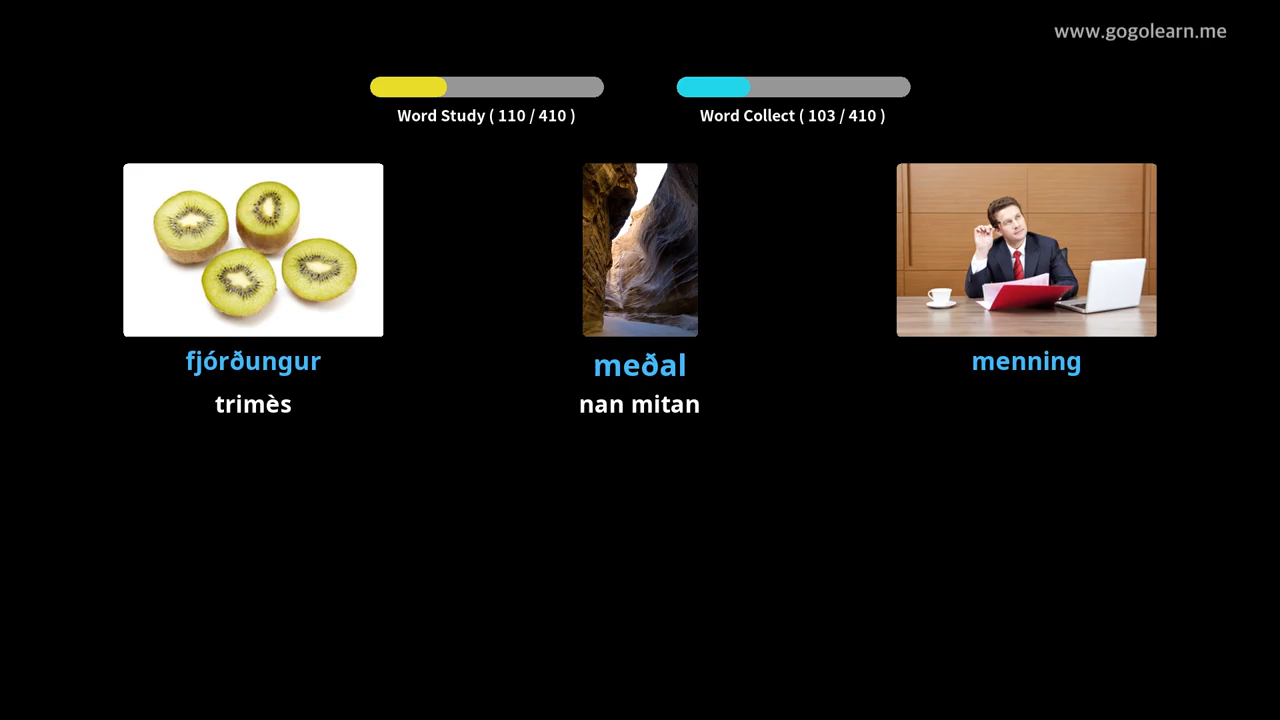 www.gogolearn.me
Word Study ( 110 / 410 )
Word Collect ( 103 / 410 )
fjórðungur
trimès
meðal
nan mitan
menning